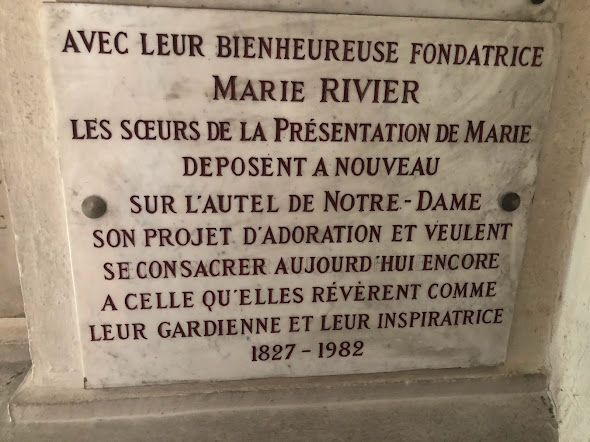 AVEC LEUR BIENHEUREUSE FONDATRICE
MARIE RIVIER
LES SŒURS DE LA PRÉSENTATION DE MARIE
DEPOSENT A NOUVEAU
SUR L'AUTEL DE NOTRE-DAME
SON PROJET D'ADORATION ET VEULENT
SE CONSACRER AUJOURD'HUI ENCORE
A CELLE QU'ELLES RÉVÈRENT COMME
LEUR GARDIENNE ET LEUR INSPIRATRICE
1827-1982